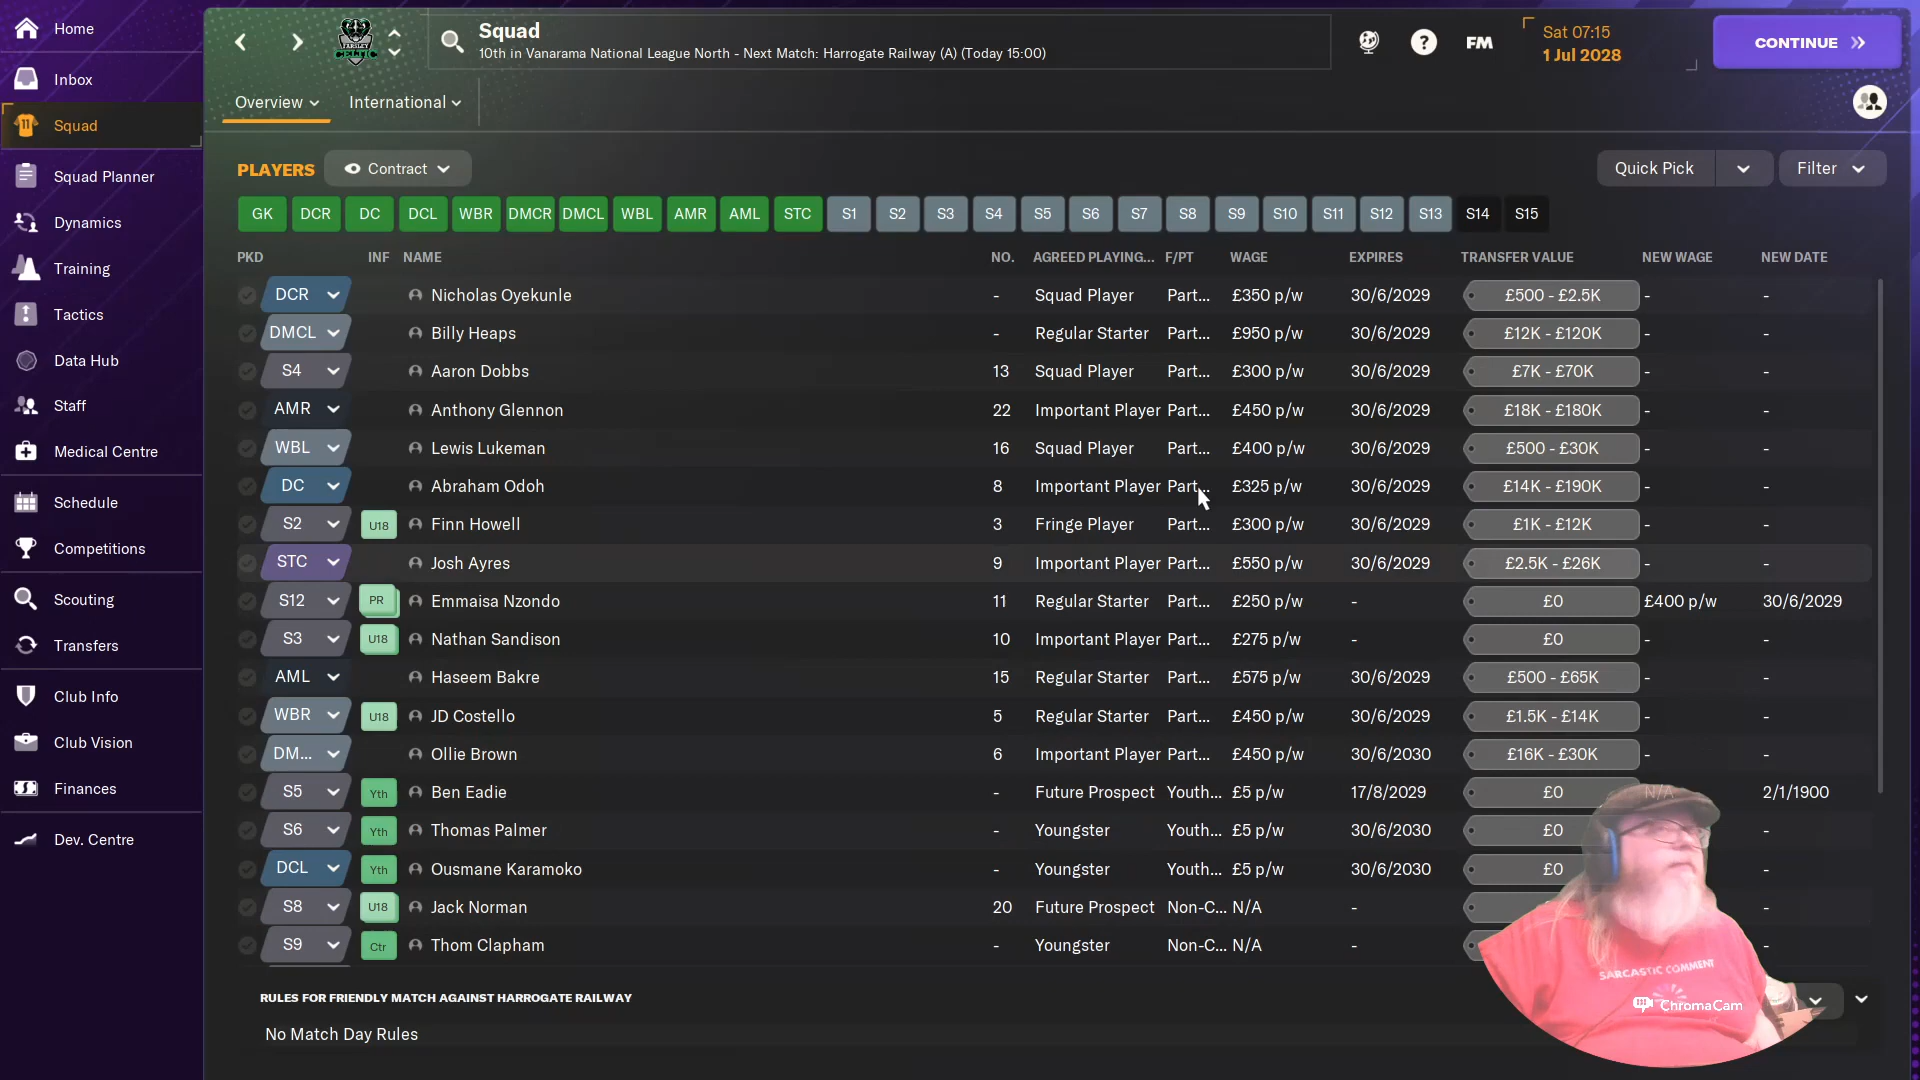 Home
Inbox
Squad
Squad Planner
Dynamics
Training
Tactics
Data Hub
Staff
Medical Centre
Schedule
Competitions
Scouting
Transfers
Club Info
Club Vision
Finances
Dev. Centre
FARSLEY
CELTIC
Squad
10th in Vanarama National League North - Next Match: Harrogate Railway (A) (Today 15:00)
?
FM
Sat 07:15
1 Jul 2028
CONTINUE
Overview International
PLAYERS Contract Quick Pick Filter
GK DCR DC DCL WBR DMCR DMCL WBL AMR AML STC S1 S2 S3 S4 S5 S6 S7 S8 S9 S10 S11 S12 S13 S14 S15
PKD INF NAME NO. AGREED PLAYING... F/PT WAGE EXPIRES TRANSFER VALUE NEW WAGE NEW DATE
DCR Nicholas Oyekunle - Squad Player Part... £350 p/w 30/6/2029 £500 - £2.5K - -
DMCL Billy Heaps - Regular Starter Part... £950 p/w 30/6/2029 £12K - £120K - -
S4 Aaron Dobbs 13 Squad Player Part... £300 p/w 30/6/2029 £7K - £70K - -
AMR Anthony Glennon 22 Important Player Part... £450 p/w 30/6/2029 £18K - £180K - -
WBL Lewis Lukeman 16 Squad Player Part... £400 p/w 30/6/2029 £500 - £30K - -
DC Abraham Odoh 8 Important Player Part... £325 p/w 30/6/2029 £14K - £190K - -
S2 U18 Finn Howell 3 Fringe Player Part... £300 p/w 30/6/2029 £1K - £12K - -
STC Josh Ayres 9 Important Player Part... £550 p/w 30/6/2029 £2.5K - £26K - -
S12 PR Emmaisa Nzondo 11 Regular Starter Part... £250 p/w - £0 £400 p/w 30/6/2029
S3 U18 Nathan Sandison 10 Important Player Part... £275 p/w - £0 - -
AML Haseem Bakre 15 Regular Starter Part... £575 p/w 30/6/2029 £500 - £65K - -
WBR U18 JD Costello 5 Regular Starter Part... £450 p/w 30/6/2029 £1.5K - £14K - -
DM... Ollie Brown 6 Important Player Part... £450 p/w 30/6/2030 £16K - £30K - -
S5 Yth Ben Eadie - Future Prospect Youth... £5 p/w 17/8/2029 £0 N/A 2/1/1900
S6 Yth Thomas Palmer - Youngster Youth... £5 p/w 30/6/2030 £0 -
DCL Yth Ousmane Karamoko - Youngster Youth... £5 p/w 30/6/2030 £0 -
S8 U18 Jack Norman 20 Future Prospect Non-C... N/A - -
S9 Ctr Thom Clapham - Youngster Non-C... N/A - -
RULES FOR FRIENDLY MATCH AGAINST HARROGATE RAILWAY
No Match Day Rules
SARCASTIC COMMENT
ChromaCam